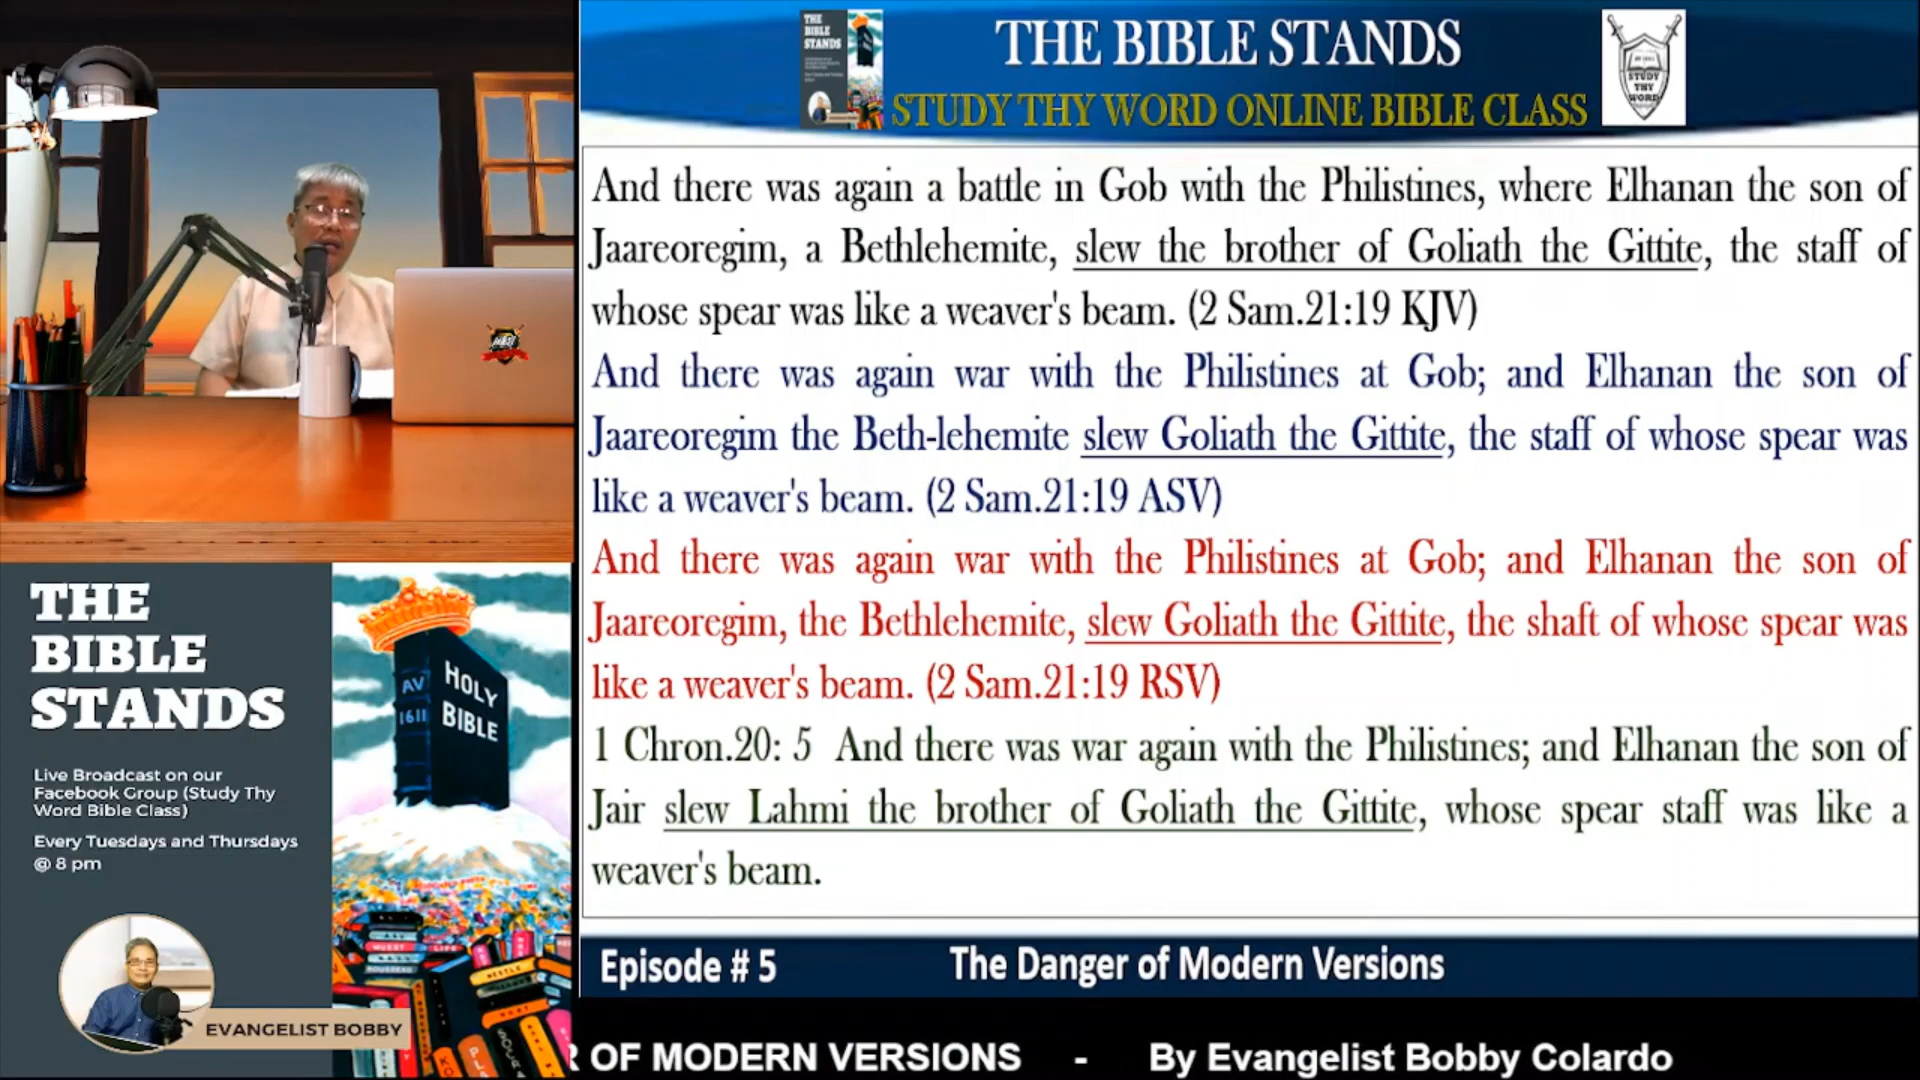 THE BIBLE STANDS
STUDY THY WORD ONLINE BIBLE CLASS
THE
BIBLE
STANDS
STUDY
THY
WORD
And there was again a battle in Gob with the Philistines, where Elhanan the son of
Jaareoregim, a Bethlehemite, slew the brother of Goliath the Gittite, the staff of
whose spear was like a weaver's beam. (2 Sam.21:19 KJV)
And there was again war with the Philistines at Gob; and Elhanan the son of
Jaareoregim the Beth-lehemite slew Goliath the Gittite, the staff of whose spear was
like a weaver's beam. (2 Sam.21:19 ASV)
And there was again war with the Philistines at Gob; and Elhanan the son of
Jaareoregim, the Bethlehemite, slew Goliath the Gittite, the shaft of whose spear was
like a weaver's beam. (2 Sam.21:19 RSV)
1 Chron.20: 5 And there was war again with the Philistines; and Elhanan the son of
Jair slew Lahmi the brother of Goliath the Gittite, whose spear staff was like a
weaver's beam.
THE
BIBLE
STANDS
Live Broadcast on our
Facebook Group (Study Thy
Word Bible Class)
Every Tuesdays and Thursdays
@ 8 pm
EVANGELIST BOBBY
AV
1611
HOLY
BIBLE
Episode # 5
The Danger of Modern Versions
R OF MODERN VERSIONS - By Evangelist Bobby Colardo